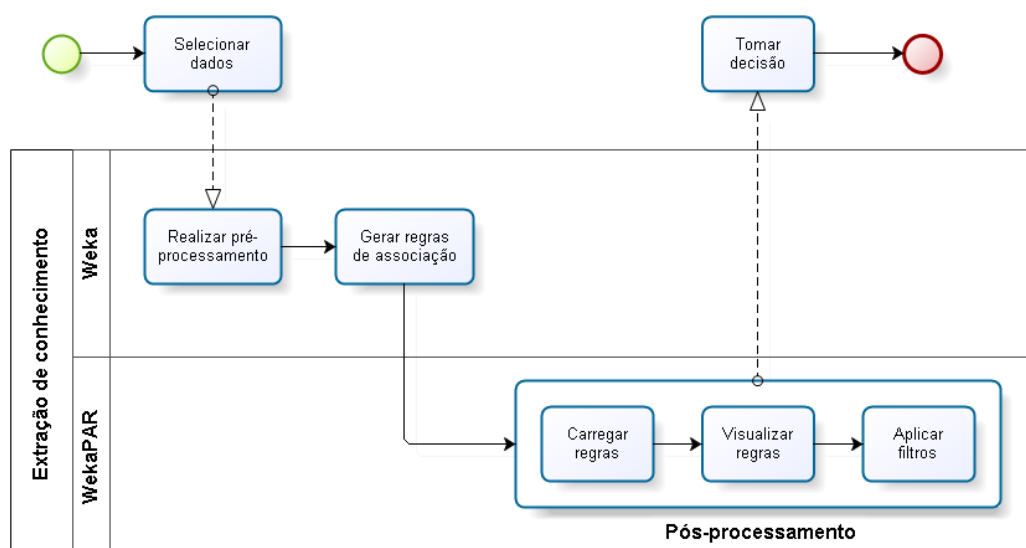 Selecionar
dados
Tomar
decisão
Extração de conhecimento
Weka
Realizar pré-
processamento
Gerar regras
de associação
WekaPAR
Carregar
regras
Visualizar
regras
Aplicar
filtros
Pós-processamento